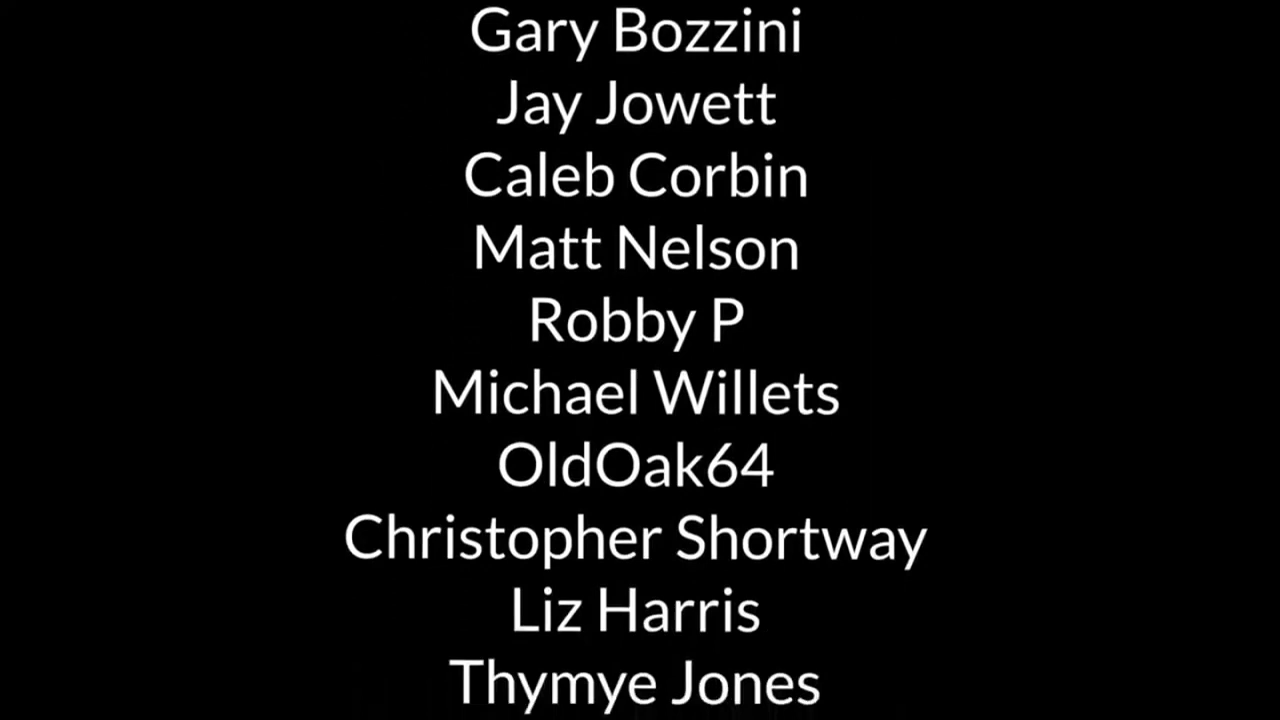 Gary Bozzini
Jay Jowett
Caleb Corbin
Matt Nelson
Robby P
Michael Willets
OldOak64
Christopher Shortway
Liz Harris
Thymye Jones